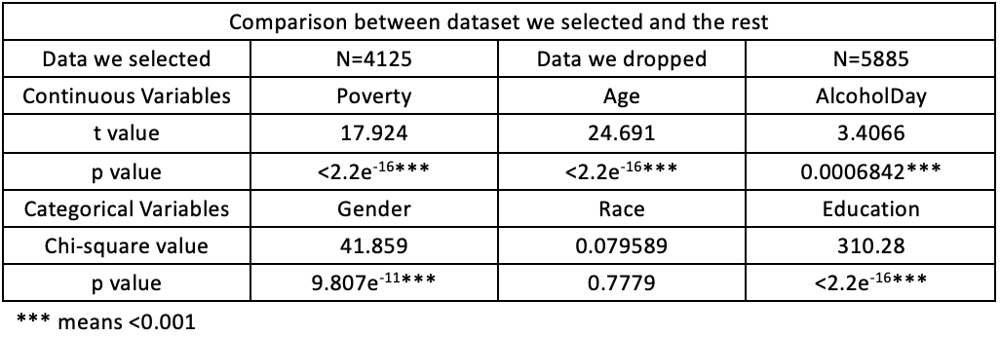 Comparison between dataset we selected and the rest
Data we selected N=4125 Data we dropped N=5885
Continuous Variables Poverty Age AlcoholDay
t value 17.924 24.691 3.4066
p value <2.2e⁻¹⁶*** <2.2e⁻¹⁶*** 0.0006842***
Categorical Variables Gender Race Education
Chi-square value 41.859 0.079589 310.28
p value 9.807e⁻¹¹*** 0.7779 <2.2e⁻¹⁶***
*** means <0.001